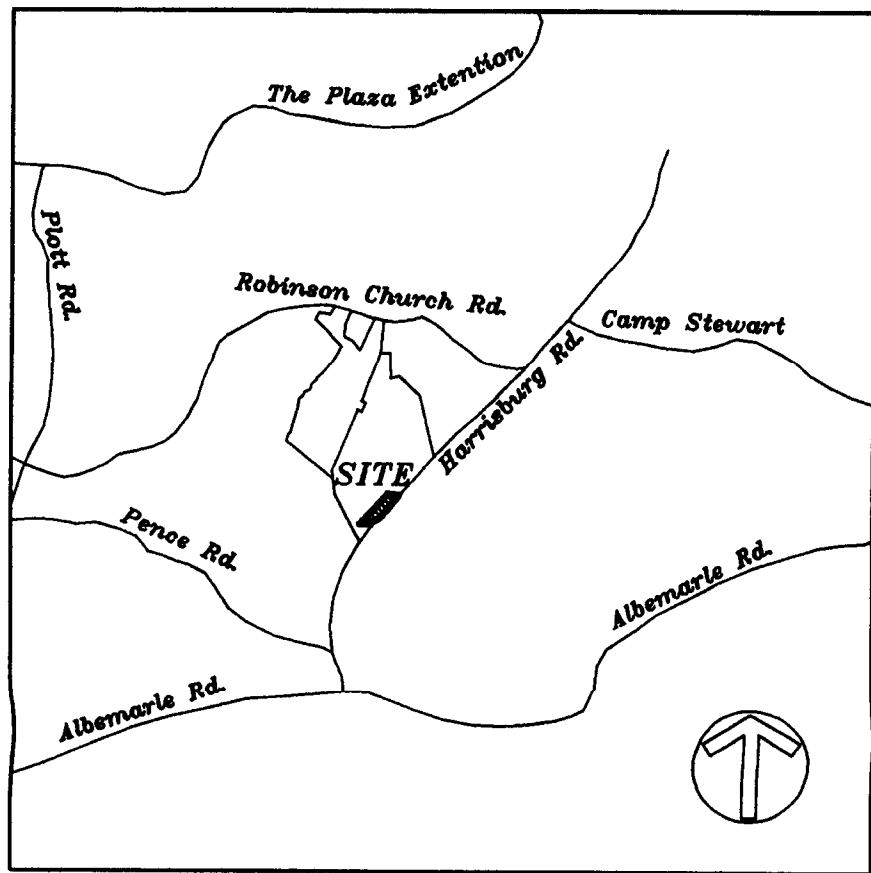 The Plaza Extention
Plott Rd.
Robinson Church Rd.
Camp Stewart
Harrisburg Rd.
SITE
Pence Rd.
Albemarle Rd.
Albemarle Rd.